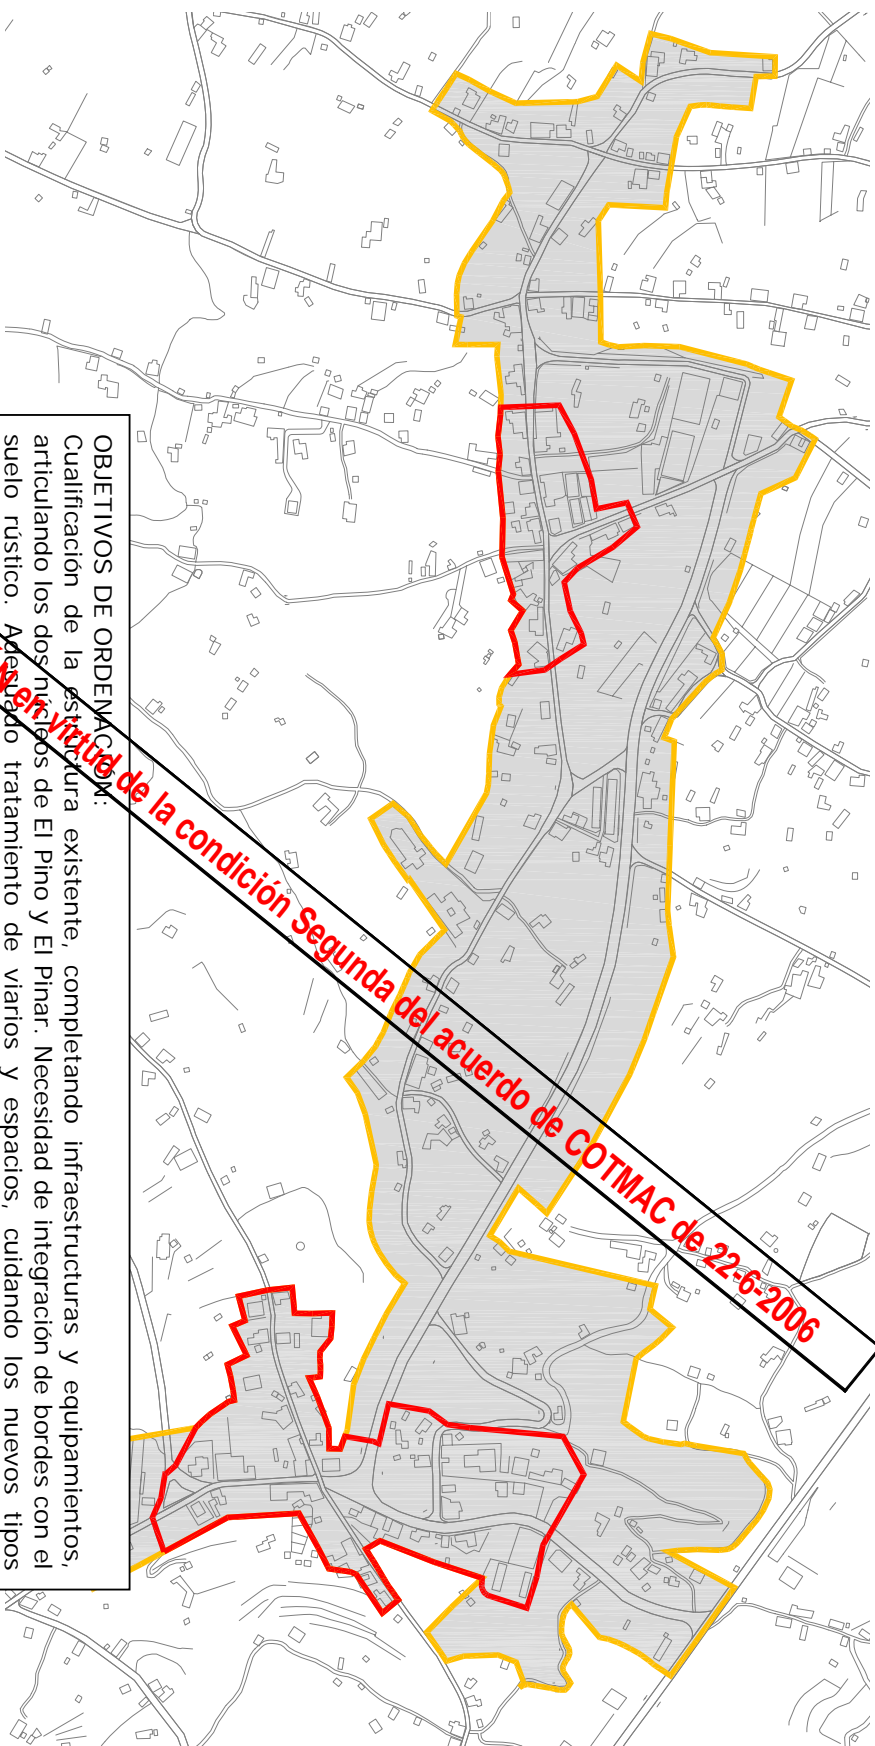 OBJETIVOS DE ORDENACIÓN:
Cualificación de la estructura existente, completando infraestructuras y equipamientos,
articulando los dos núcleos de El Pino y El Pinar. Necesidad de integración de bordes con el
suelo rústico. Adecuado tratamiento de viarios y espacios, cuidando los nuevos tipos
N en virtud de la condición Segunda del acuerdo de COTMAC de 22-6-2006